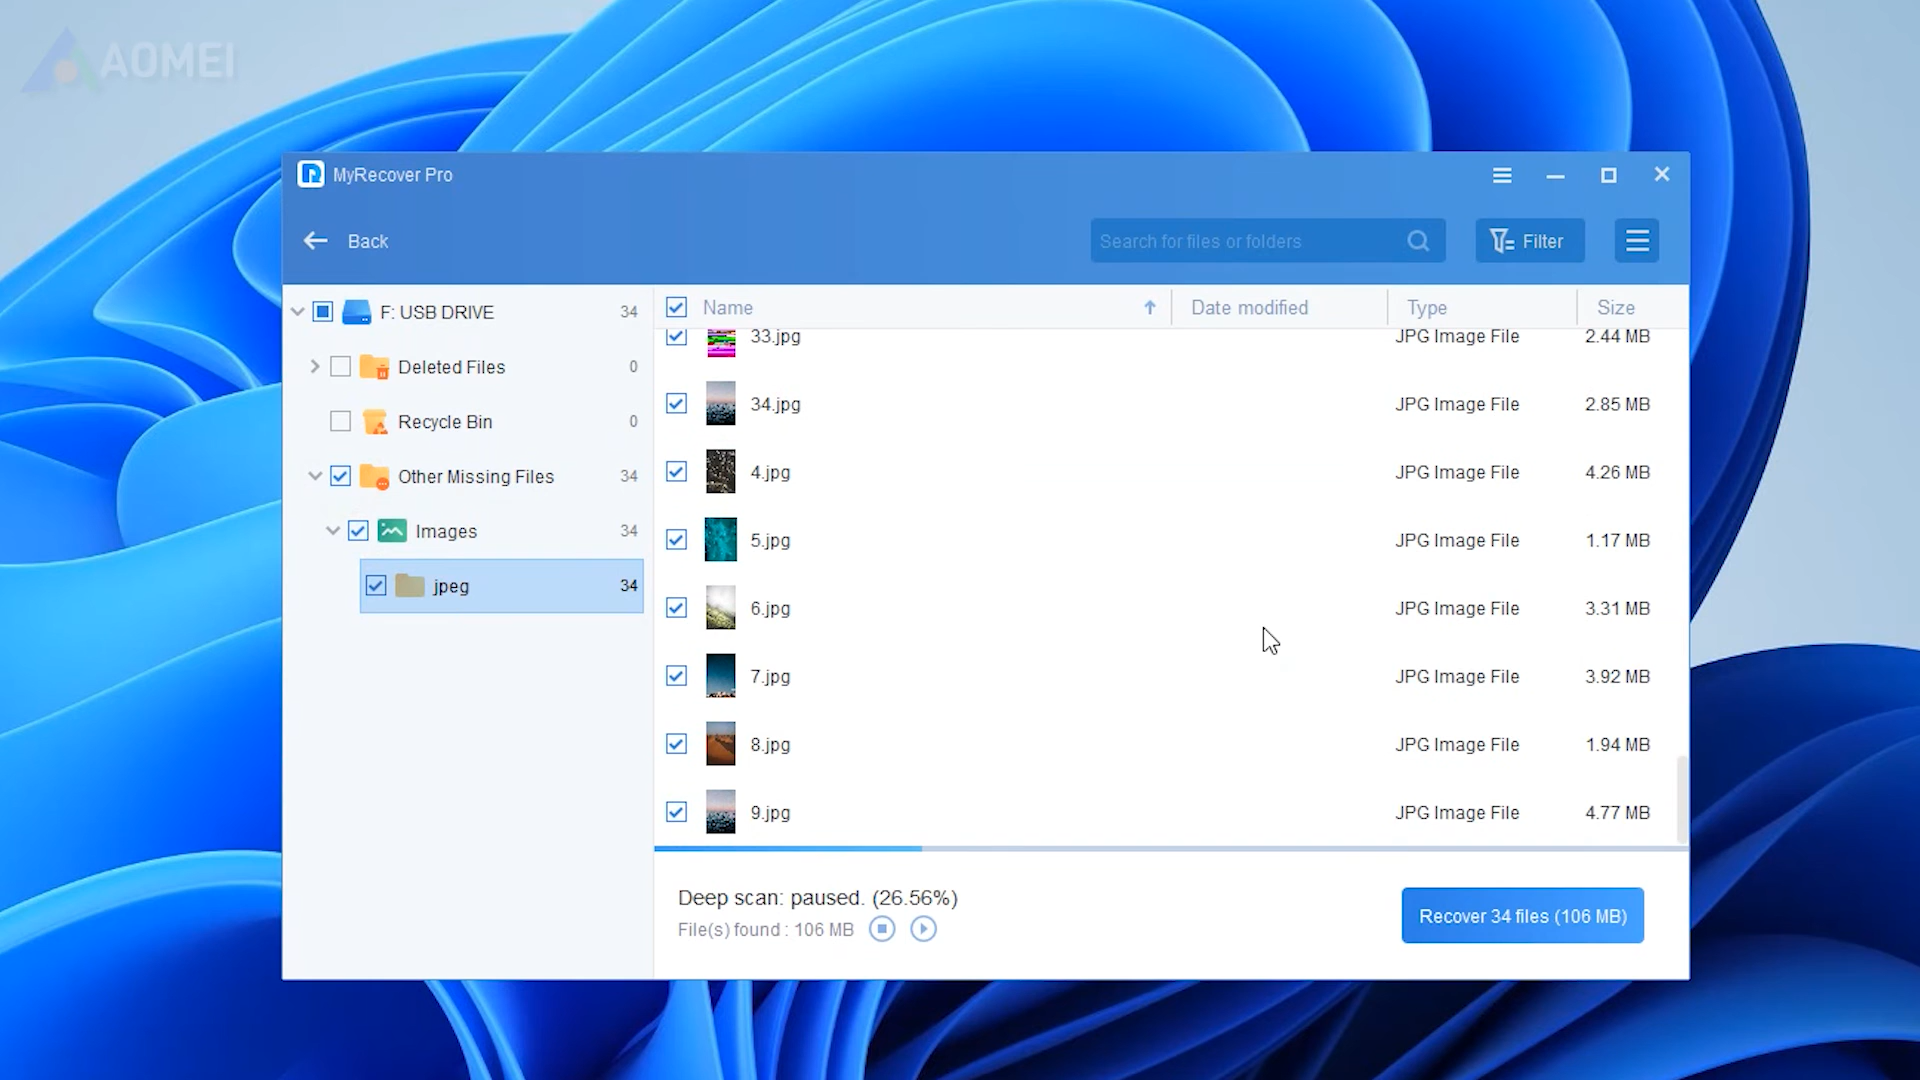 AOMEI
MyRecover Pro
Back
Search for files or folders
Filter
F: USB DRIVE 34
Deleted Files 0
Recycle Bin 0
Other Missing Files 34
Images 34
jpeg 34
Name Date modified Type Size
33.jpg JPG Image File 2.44 MB
34.jpg JPG Image File 2.85 MB
4.jpg JPG Image File 4.26 MB
5.jpg JPG Image File 1.17 MB
6.jpg JPG Image File 3.31 MB
7.jpg JPG Image File 3.92 MB
8.jpg JPG Image File 1.94 MB
9.jpg JPG Image File 4.77 MB
Deep scan: paused. (26.56%)
File(s) found : 106 MB
Recover 34 files (106 MB)